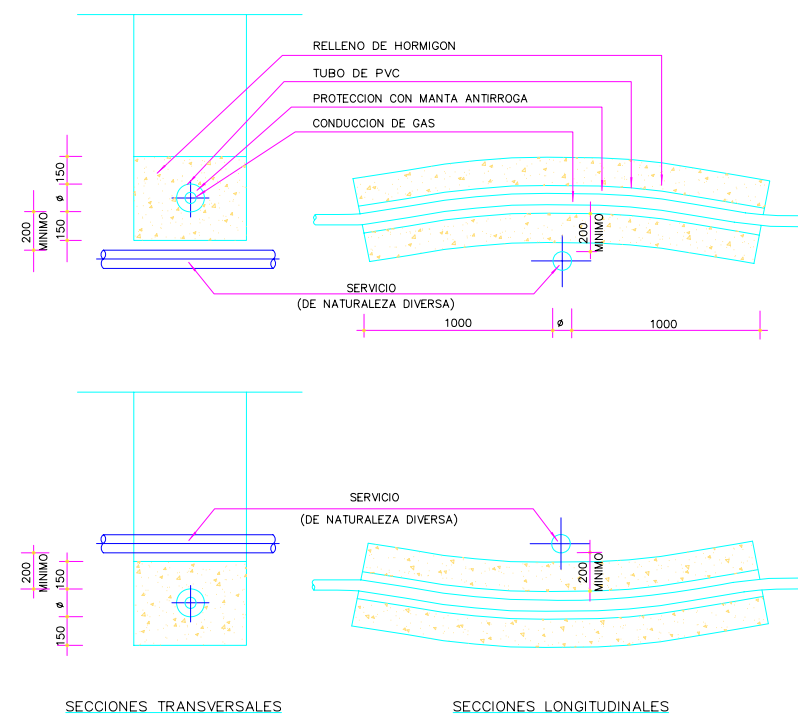 RELLENO DE HORMIGON
TUBO DE PVC
PROTECCION CON MANTA ANTIRROGA
CONDUCCION DE GAS
150
ø
150
200
MINIMO
200
MINIMO
SERVICIO
(DE NATURALEZA DIVERSA)
1000
ø
1000
SERVICIO
(DE NATURALEZA DIVERSA)
200
MINIMO
150
ø
150
200
MINIMO
SECCIONES TRANSVERSALES
SECCIONES LONGITUDINALES